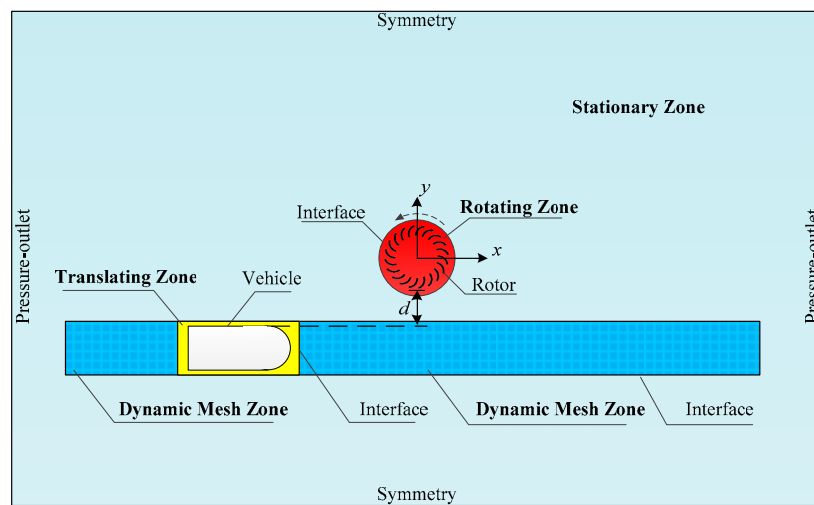 Symmetry
Stationary Zone
y
Interface
Rotating Zone
Pressure-outlet
Pressure-outlet
x
Translating Zone
Vehicle
Rotor
d
Dynamic Mesh Zone
Interface
Dynamic Mesh Zone
Interface
Symmetry